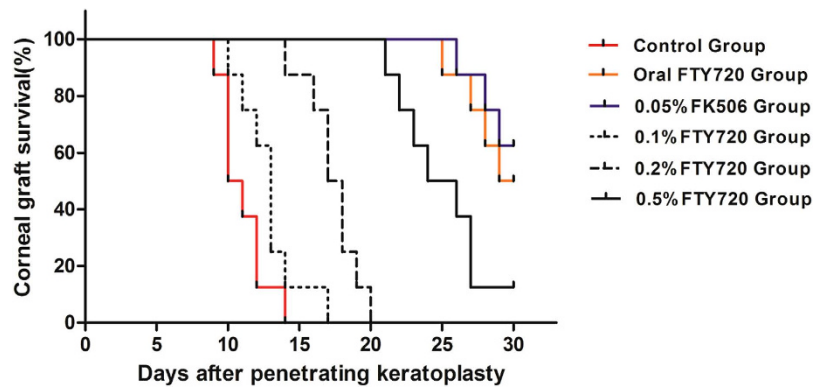 Corneal graft survival(%)
100
80
60
40
20
0
0 5 10 15 20 25 30
Days after penetrating keratoplasty
Control Group
Oral FTY720 Group
0.05%FK506 Group
0.1%FTY720 Group
0.2%FTY720 Group
0.5%FTY720 Group